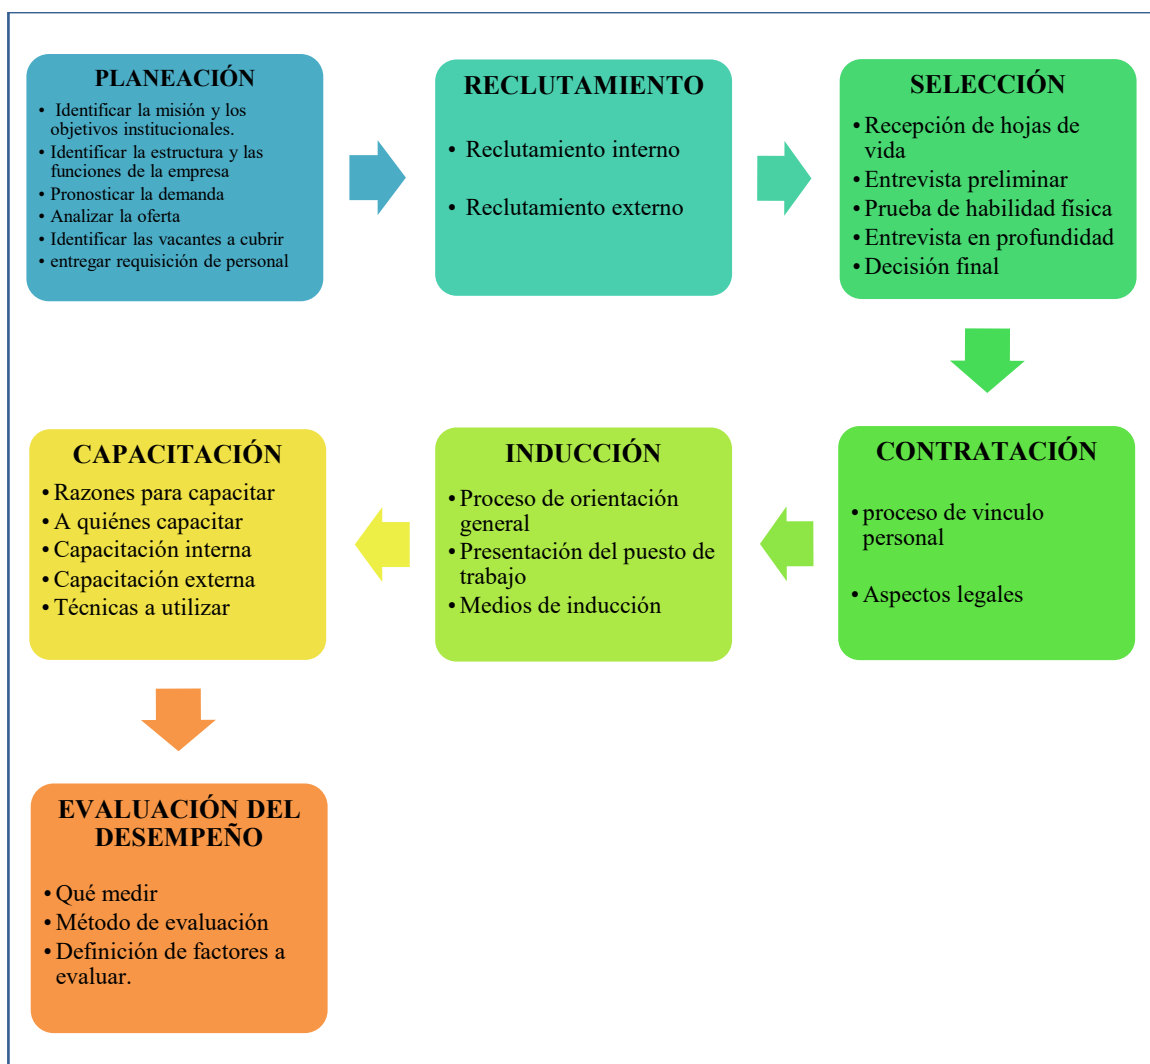 PLANEACIÓN
• Identificar la misión y los
objetivos institucionales.
• Identificar la estructura y las
funciones de la empresa
• Pronosticar la demanda
• Analizar la oferta
• Identificar las vacantes a cubrir
• entregar requisición de personal
RECLUTAMIENTO
• Reclutamiento interno
• Reclutamiento externo
SELECCIÓN
• Recepción de hojas de
vida
• Entrevista preliminar
• Prueba de habilidad física
• Entrevista en profundidad
• Decisión final
CONTRATACIÓN
• proceso de vinculo
personal
• Aspectos legales
INDUCCIÓN
• Proceso de orientación
general
• Presentación del puesto de
trabajo
• Medios de inducción
CAPACITACIÓN
• Razones para capacitar
• A quiénes capacitar
• Capacitación interna
• Capacitación externa
• Técnicas a utilizar
EVALUACIÓN DEL
DESEMPEÑO
• Qué medir
• Método de evaluación
• Definición de factores a
evaluar.